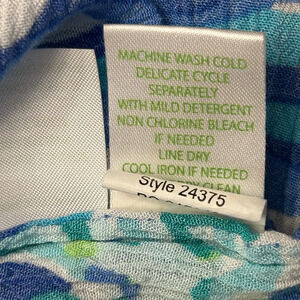 MACHINE WASH COLD
DELICATE CYCLE
SEPARATELY
WITH MILD DETERGENT
NON CHLORINE BLEACH
IF NEEDED
LINE DRY
COOL IRON IF NEEDED
CLEAN
Style 24375